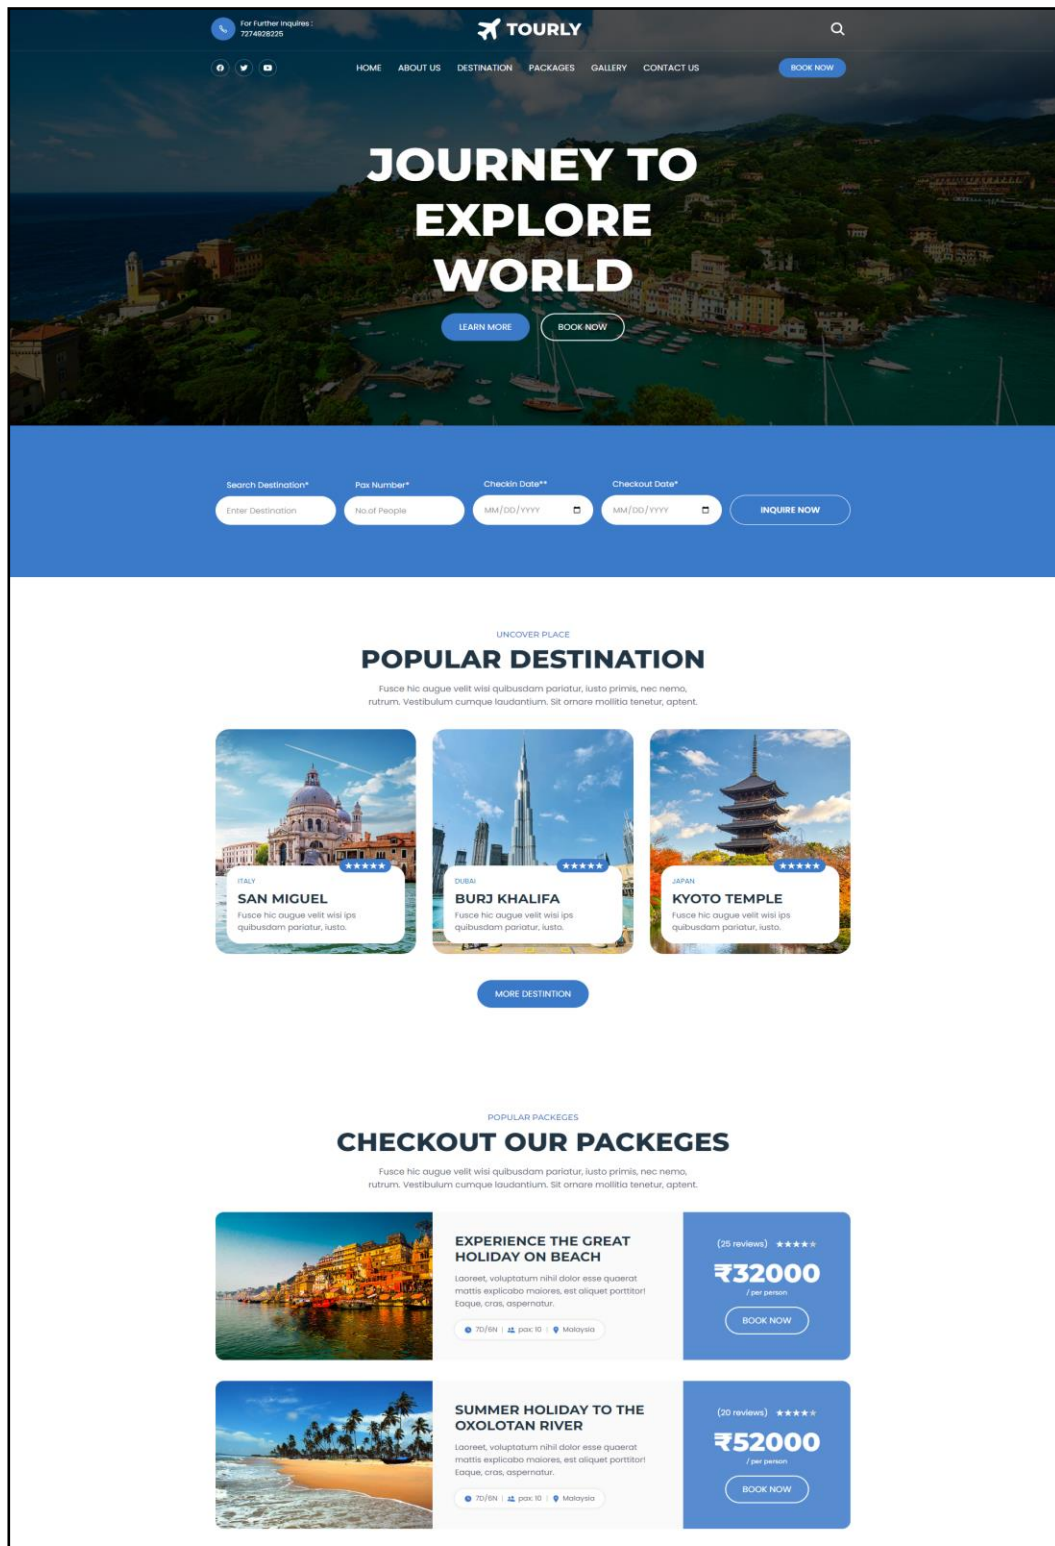 For Further Inquires :
7274928225
TOURLY
HOME ABOUT US DESTINATION PACKAGES GALLERY CONTACT US
BOOK NOW
JOURNEY TO
EXPLORE
WORLD
LEARN MORE
BOOK NOW
Search Destination* Pax Number* Checkin Date** Checkout Date*
Enter Destination No.of People MM/DD/YYYY MM/DD/YYYY INQUIRE NOW
UNCOVER PLACE
POPULAR DESTINATION
Fusce hic augue velit wisi quibusdam pariatur, iusto primis, nec nemo,
rutrum. Vestibulum cumque laudantium. Sit ornare mollitia tenetur, aptent.
ITALY
SAN MIGUEL
Fusce hic augue velit wisi ips
quibusdam pariatur, iusto.
DUBAI
BURJ KHALIFA
Fusce hic augue velit wisi ips
quibusdam pariatur, iusto.
JAPAN
KYOTO TEMPLE
Fusce hic augue velit wisi ips
quibusdam pariatur, iusto.
MORE DESTINTION
POPULAR PACKEGES
CHECKOUT OUR PACKEGES
Fusce hic augue velit wisi quibusdam pariatur, iusto primis, nec nemo,
rutrum. Vestibulum cumque laudantium. Sit ornare mollitia tenetur, aptent.
EXPERIENCE THE GREAT
HOLIDAY ON BEACH
Laoreet, voluptatum nihil dolor esse quaerat
mattis explicabo maiores, est aliquet porttitor!
Eaque, cras, aspernatur.
7D/6N | pax: 10 | Malaysia
(25 reviews)
₹32000
/ per person
BOOK NOW
SUMMER HOLIDAY TO THE
OXOLOTAN RIVER
Laoreet, voluptatum nihil dolor esse quaerat
mattis explicabo maiores, est aliquet porttitor!
Eaque, cras, aspernatur.
7D/6N | pax: 10 | Malaysia
(20 reviews)
₹52000
/ per person
BOOK NOW